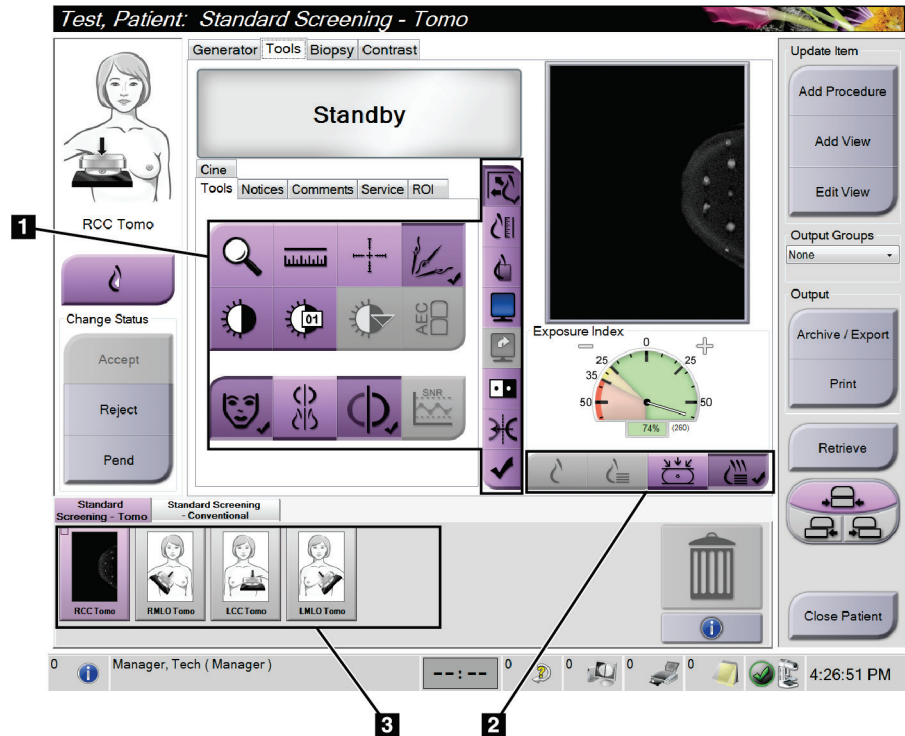 Test, Patient: Standard Screening - Tomo
Generator Tools Biopsy Contrast
Update Item
Add Procedure
Add View
Edit View
Standby
Cine
Tools Notices Comments Service ROI
RCC Tomo
1
01
AEC
SNR
Change Status
Accept
Reject
Pend
Exposure Index
0
25 25
35
50 50
74% (260)
Output Groups
None
Output
Archive / Export
Print
Retrieve
Close Patient
Standard
Screening - Tomo
Standard Screening
- Conventional
RCC Tomo
RMLO Tomo
LCC Tomo
LMLO Tomo
0 Manager, Tech ( Manager ) --:-- 0 0 0 0 4:26:51 PM
3
2